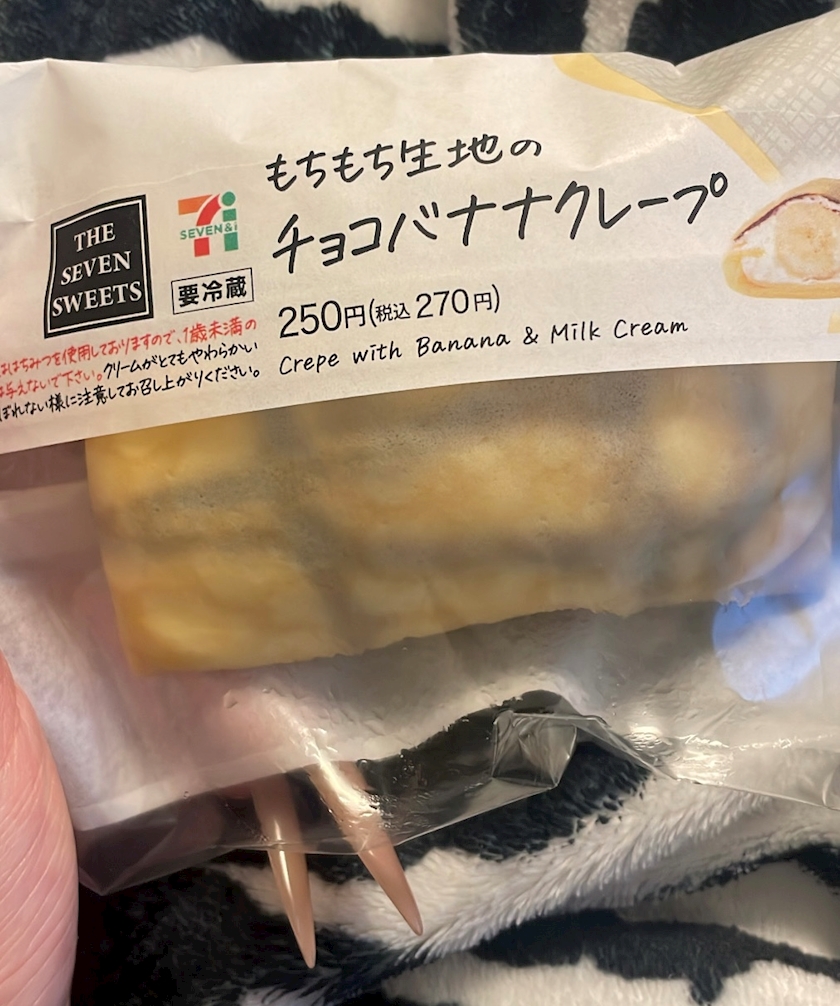 もちもち生地の
チョコバナナクレープ
THE
SEVEN
SWEETS
SEVEN&i
要冷蔵
250円(税込270円)
Crepe with Banana & Milk Cream
はちみつを使用しておりますので、1歳未満の
与えないで下さい。クリームがとてもやわらかい
ぼれない様に注意してお召し上がりください。